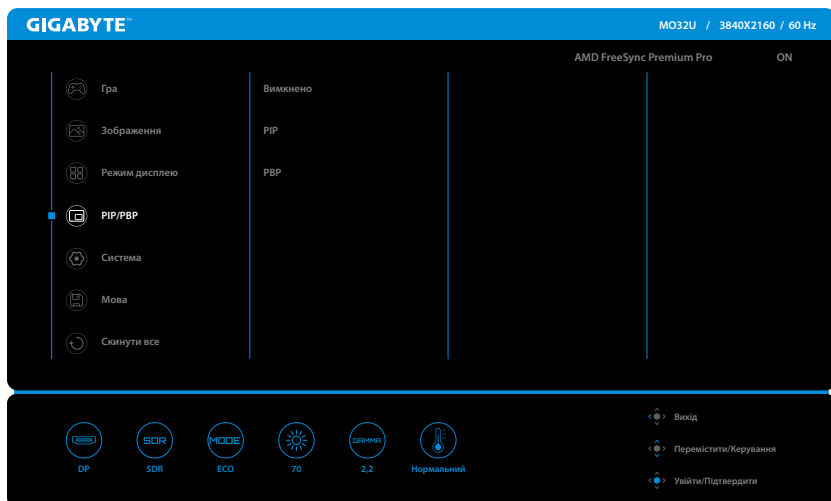 GIGABYTE™
MO32U / 3840X2160 / 60 Hz
AMD FreeSync Premium Pro ON
Гра
Вимкнено
Зображення
PIP
Режим дисплею
PBP
PIP/PBP
Система
Мова
Скинути все
SDR
MODE
GAMMA
DP
SDR
ECO
70
2,2
Нормальний
Вихід
Перемістити/Керування
Увійти/Підтвердити